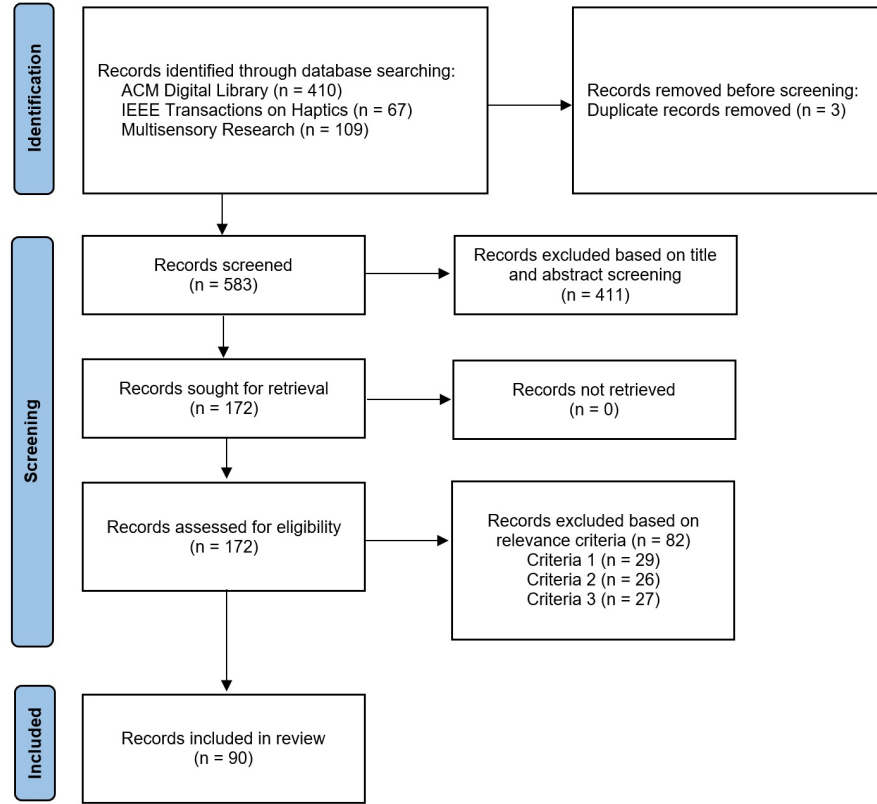 Identification
Records identified through database searching:
ACM Digital Library (n = 410)
IEEE Transactions on Haptics (n = 67)
Multisensory Research (n = 109)
Records removed before screening:
Duplicate records removed (n = 3)
Screening
Records screened
(n = 583)
Records excluded based on title
and abstract screening
(n = 411)
Records sought for retrieval
(n = 172)
Records not retrieved
(n = 0)
Records assessed for eligibility
(n = 172)
Records excluded based on
relevance criteria (n = 82)
Criteria 1 (n = 29)
Criteria 2 (n = 26)
Criteria 3 (n = 27)
Included
Records included in review
(n = 90)